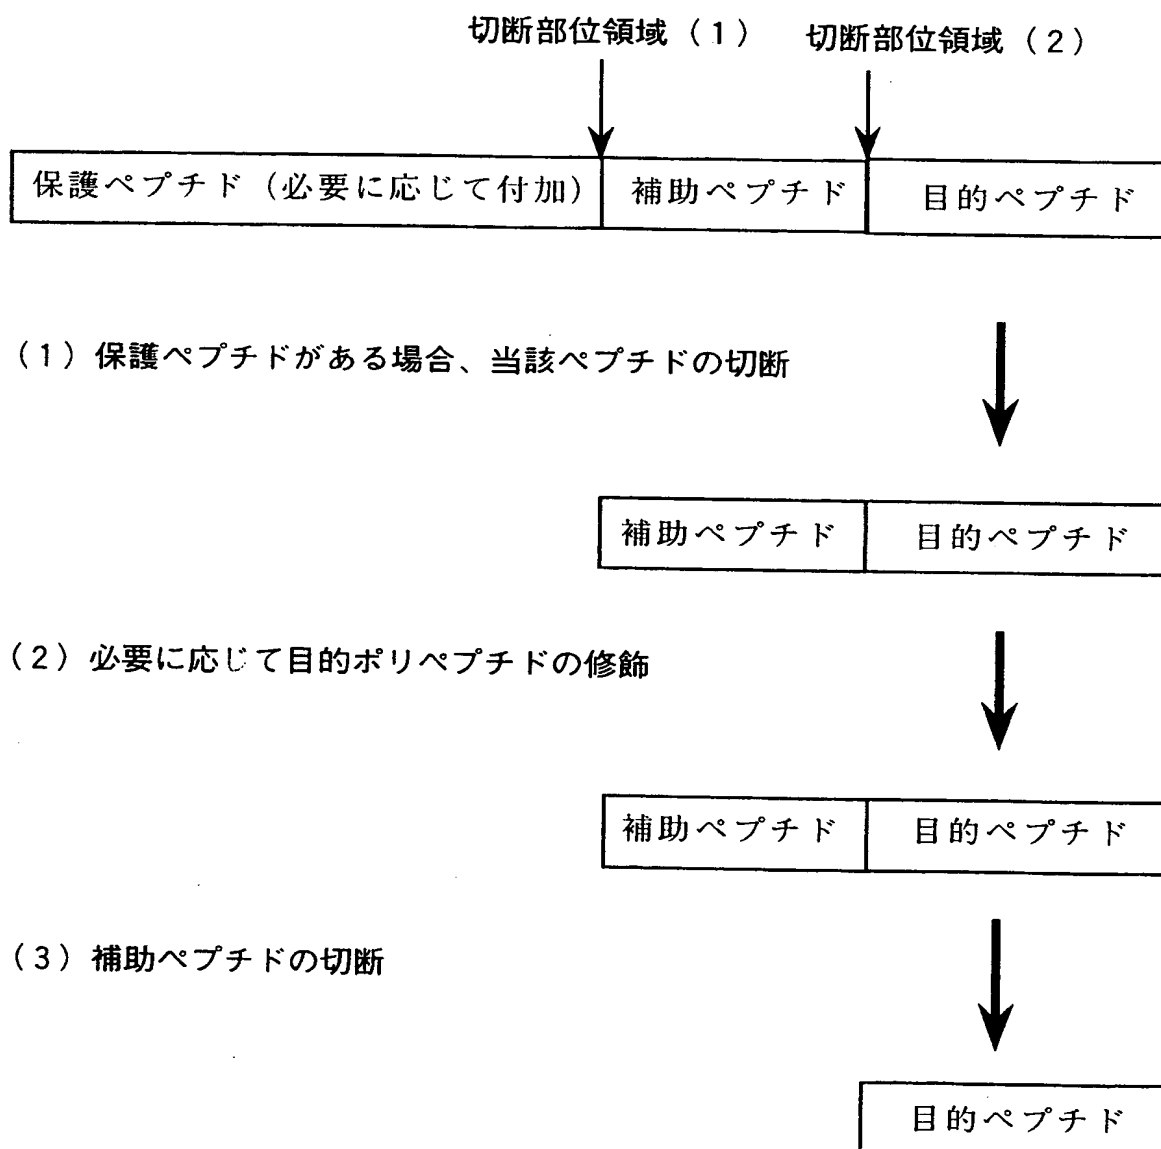 切断部位領域（1） 切断部位領域（2）
保護ペプチド（必要に応じて付加） 補助ペプチド 目的ペプチド
（1）保護ペプチドがある場合、当該ペプチドの切断
補助ペプチド 目的ペプチド
（2）必要に応じて目的ポリペプチドの修飾
補助ペプチド 目的ペプチド
（3）補助ペプチドの切断
目的ペプチド